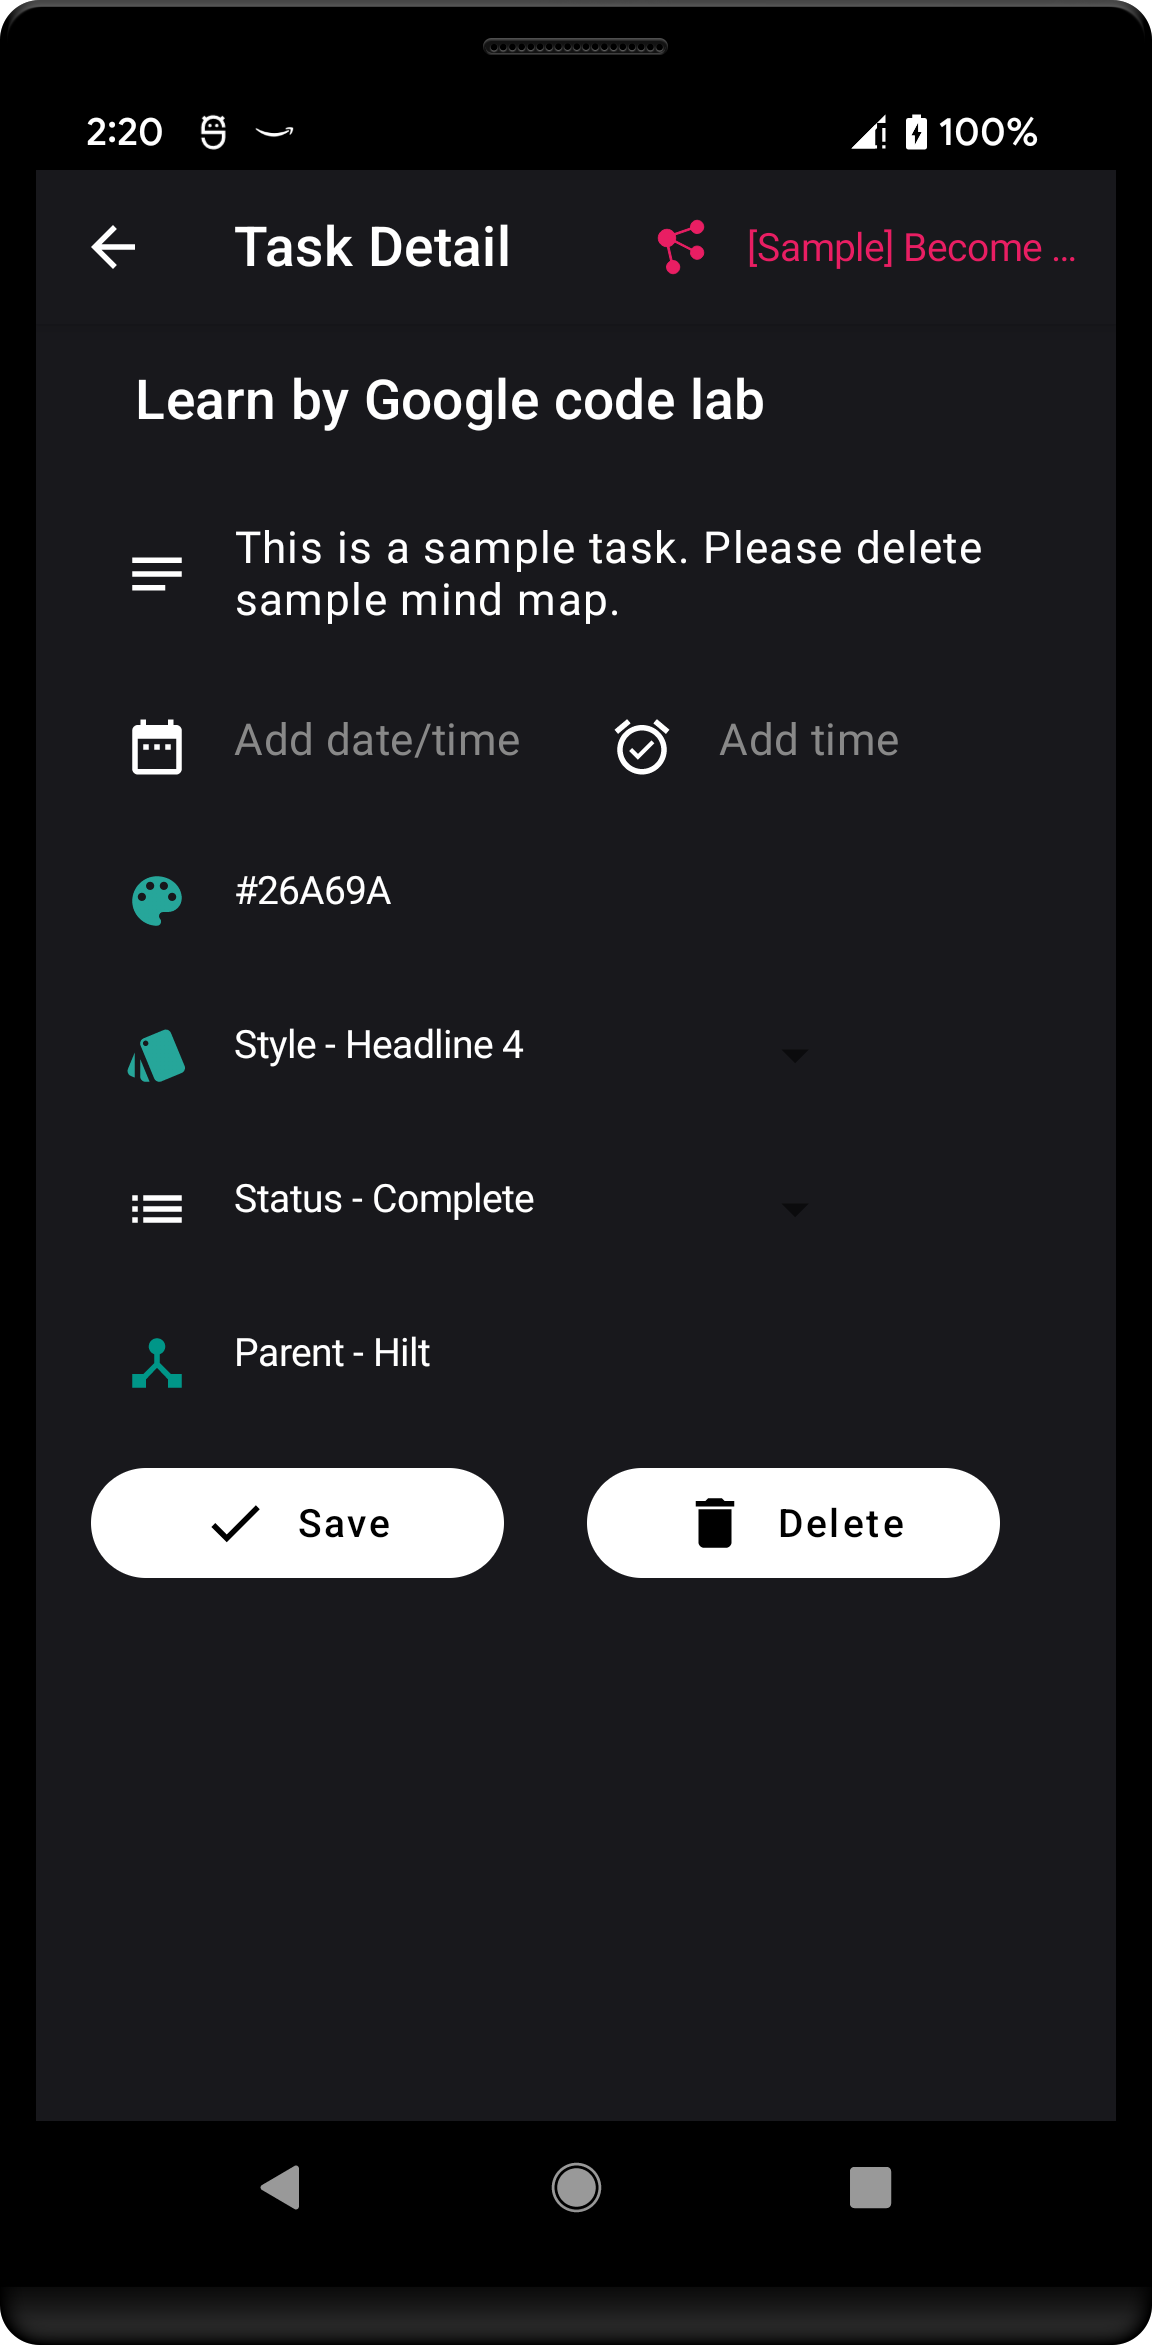 2:20
100%
Task Detail
[Sample] Become ...
Learn by Google code lab
This is a sample task. Please delete
sample mind map.
Add date/time
Add time
#26A69A
Style - Headline 4
Status - Complete
Parent - Hilt
Save
Delete